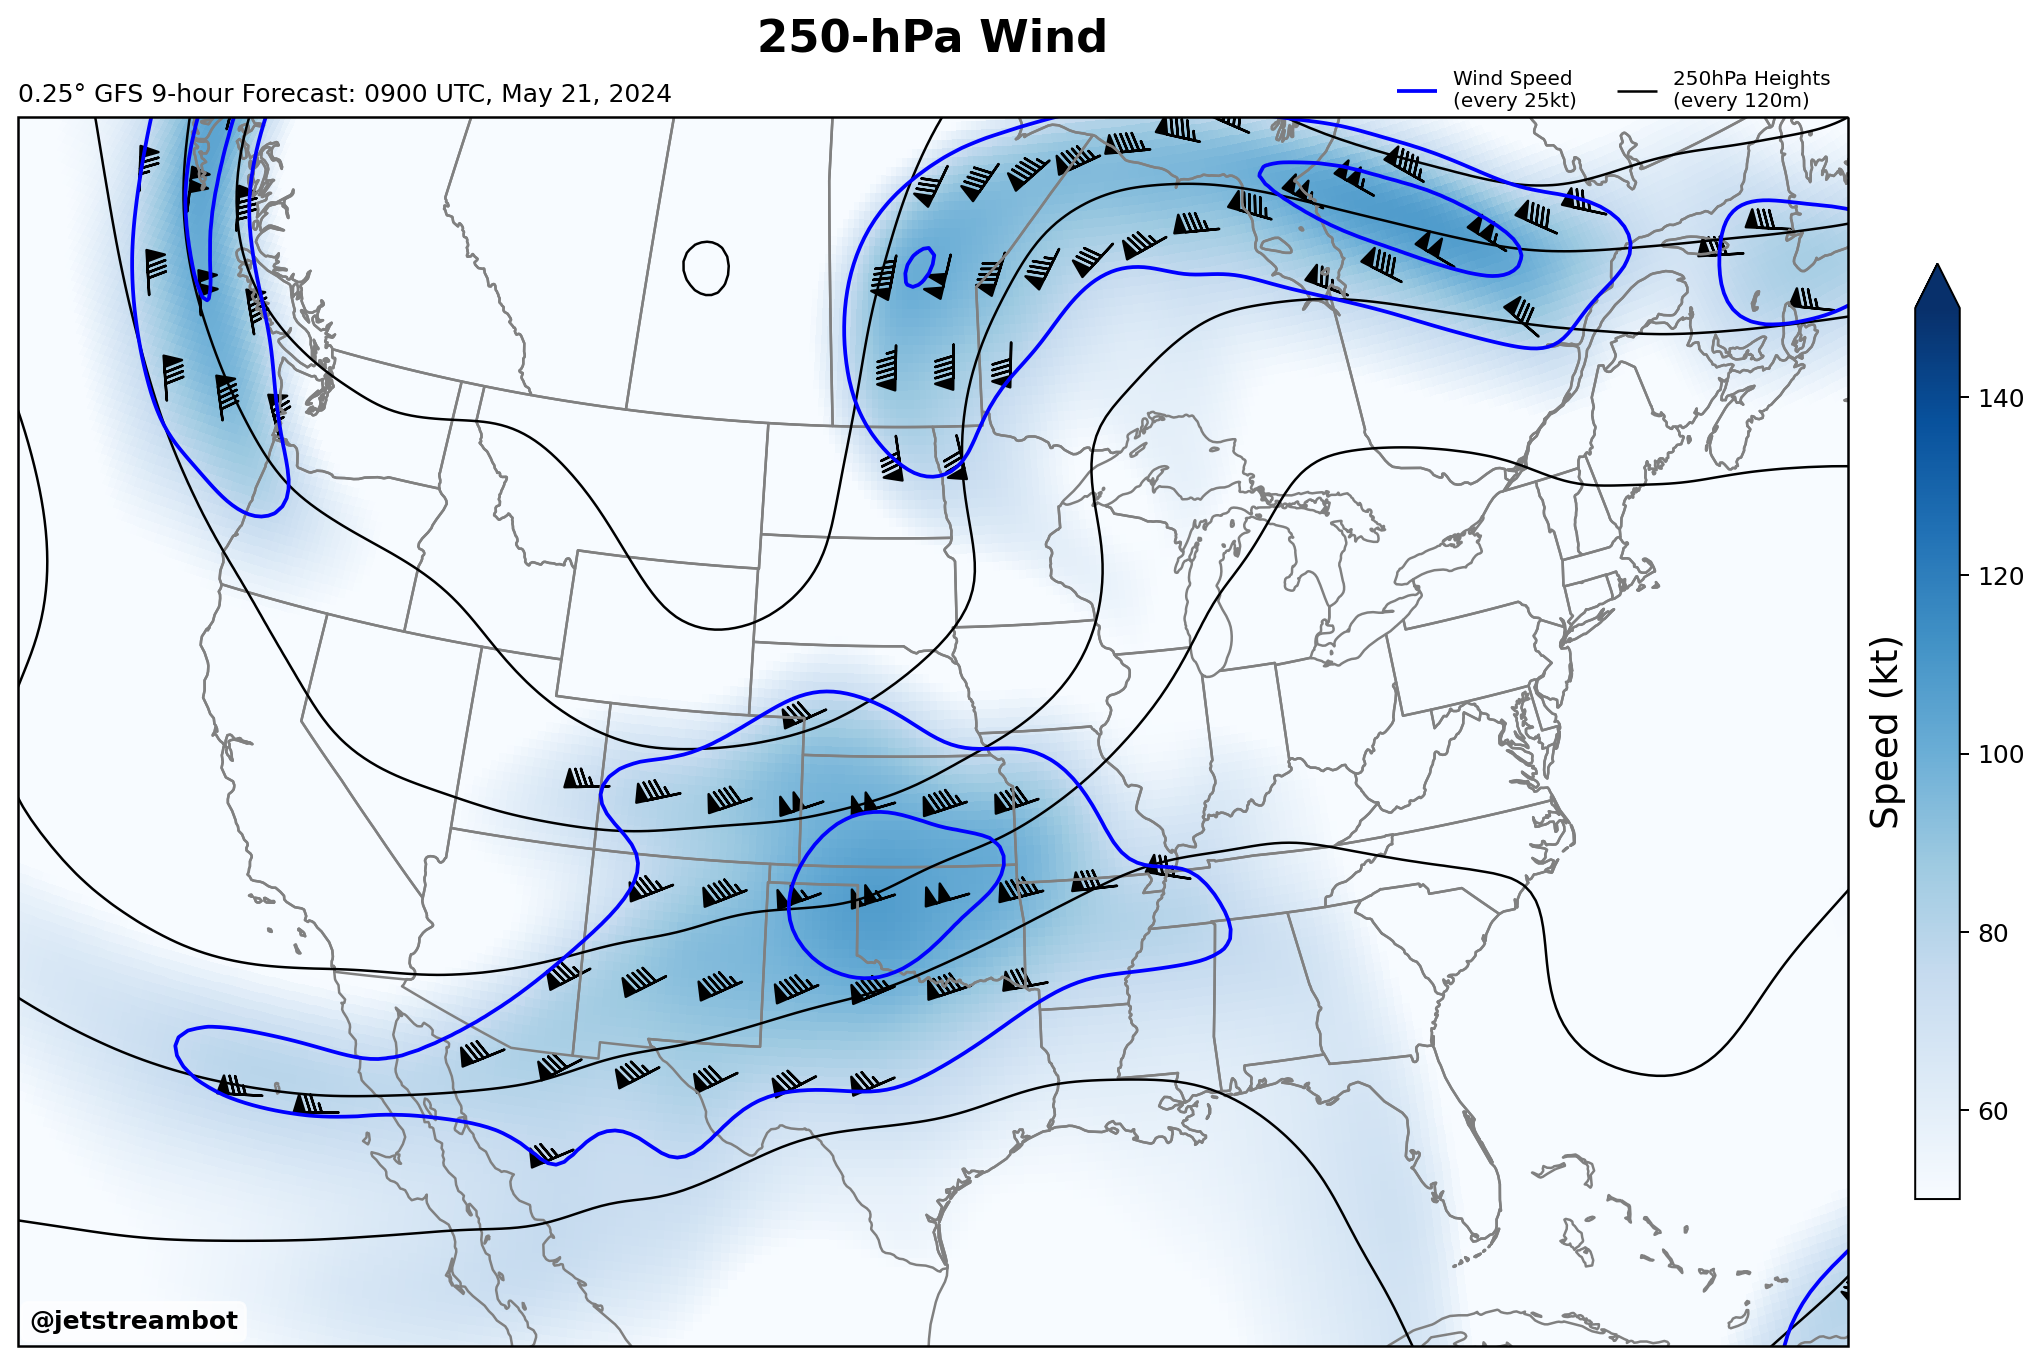 250-hPa Wind
0.25° GFS 9-hour Forecast: 0900 UTC, May 21, 2024
Wind Speed
(every 25kt)
250hPa Heights
(every 120m)
140
120
100
80
60
Speed (kt)
@jetstreambot